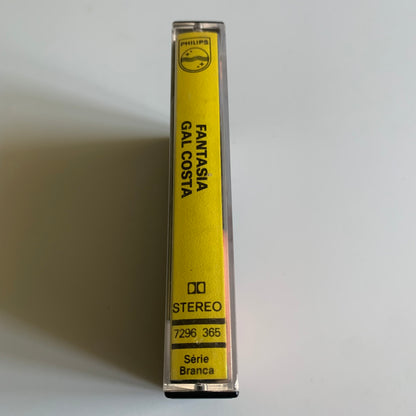 PHILIPS
FANTASIA
GAL COSTA
STEREO
7296 365
Série
Branca